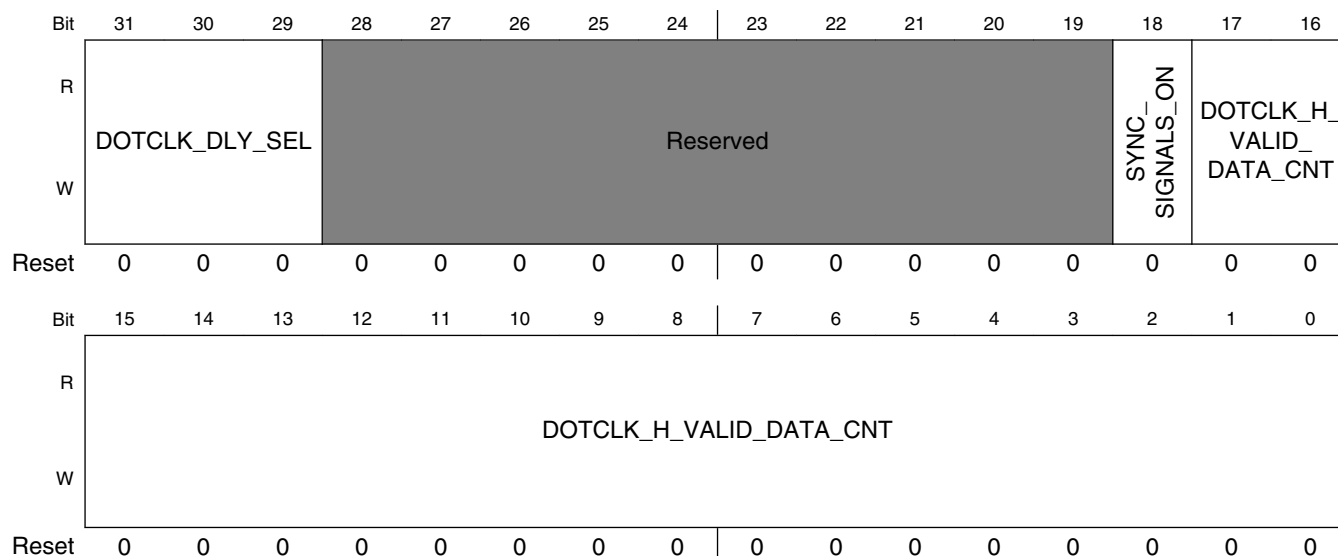 Bit 31 30 29 28 27 26 25 24 23 22 21 20 19 18 17 16
R
W
DOTCLK_DLY_SEL
Reserved
SYNC_
SIGNALS_ON
DOTCLK_H_
VALID_
DATA_CNT
Reset 0 0 0 0 0 0 0 0 0 0 0 0 0 0 0 0
Bit 15 14 13 12 11 10 9 8 7 6 5 4 3 2 1 0
R
W
DOTCLK_H_VALID_DATA_CNT
Reset 0 0 0 0 0 0 0 0 0 0 0 0 0 0 0 0